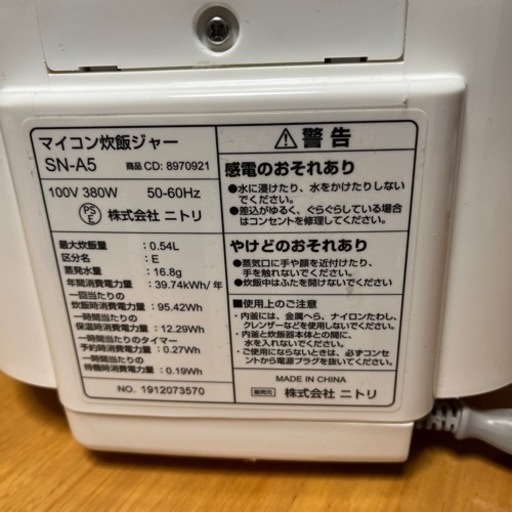 マイコン炊飯ジャー
SN-A5 商品CD: 8970921
100V 380W 50-60Hz
PSE 株式会社 ニトリ
最大炊飯量 : 0.54L
区分名 : E
蒸発水量 : 16.8g
年間消費電力量 : 39.74kWh/年
一回当たりの
炊飯時消費電力量 : 95.42Wh
一時間当たりの
保温時消費電力量 : 12.29Wh
一時間当たりのタイマー
予約時消費電力量 : 0.27Wh
一時間当たりの
待機時消費電力量 : 0.19Wh
NO. 1912073570
警告
感電のおそれあり
●水に浸けたり、水をかけたりしない
でください。
●差込がゆるく、ぐらぐらしている場合
はコンセントを修理してください。
やけどのおそれあり
●蒸気口に手や顔を近付けたり、
手を触れないでください。
●炊飯中はふたを開けないでください
■使用上のご注意
・内釜には、金属へら、ナイロンたわし、
クレンザーなどを使用しないでください。
・内釜と炊飯器本体との間に、
水を入れないでください。
・ご使用にならないときは、必ずコンセ
ントから電源プラグを抜いてください。
MADE IN CHINA
販売元 株式会社 ニトリ